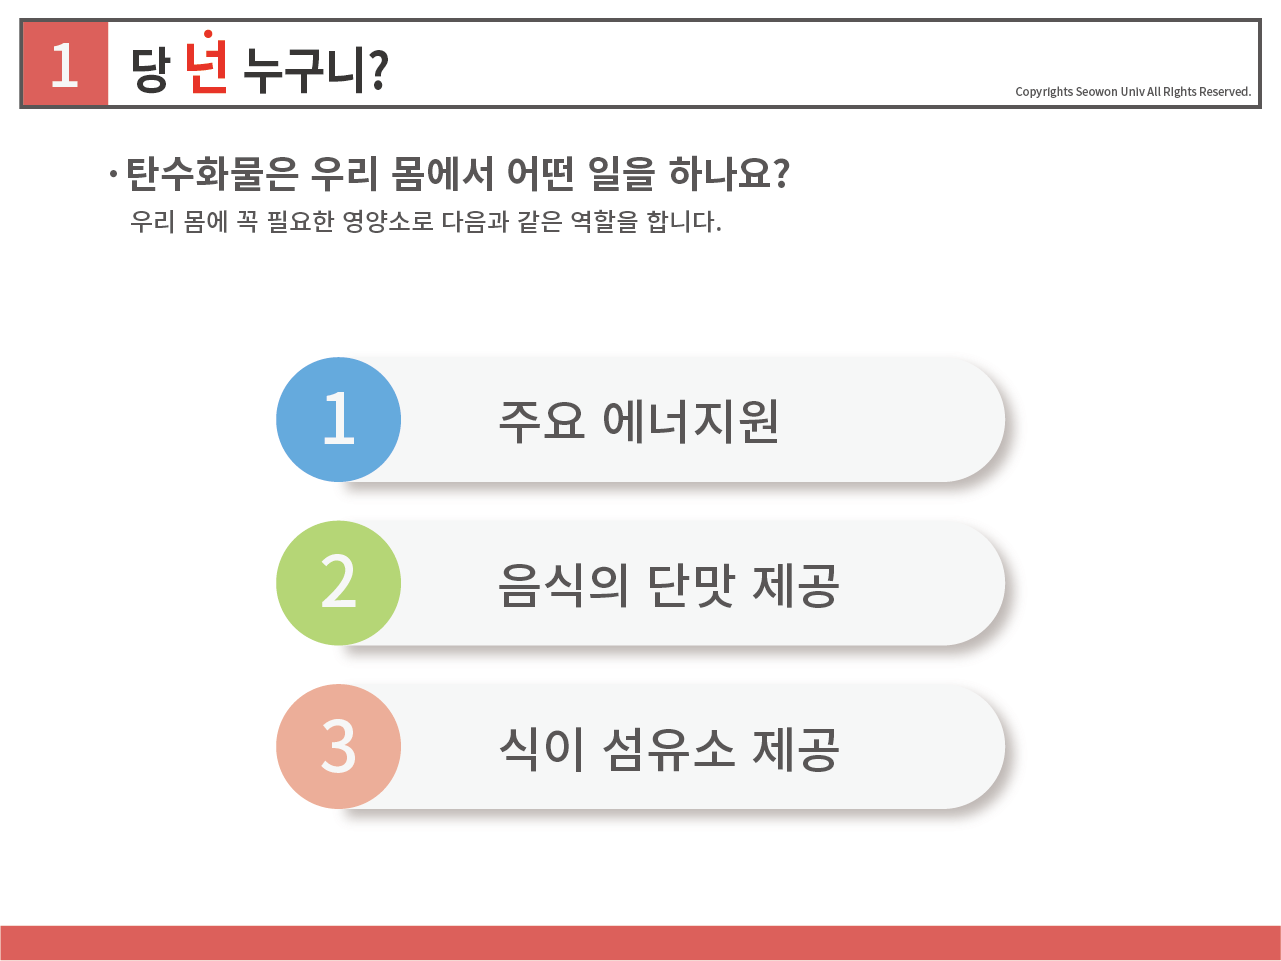 1
당 넌 누구니?
Copyrights Seowon Univ All Rights Reserved.
· 탄수화물은 우리 몸에서 어떤 일을 하나요?
우리 몸에 꼭 필요한 영양소로 다음과 같은 역할을 합니다.
1 주요 에너지원
2 음식의 단맛 제공
3 식이 섬유소 제공